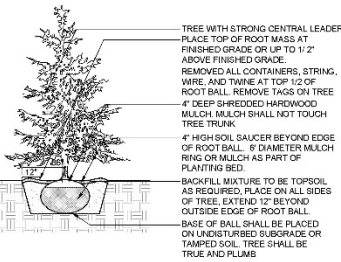 TREE WITH STRONG CENTRAL LEADER
PLACE TOP OF ROOT MASS AT
FINISHED GRADE OR UP TO 1/ 2"
ABOVE FINISHED GRADE.
REMOVED ALL CONTAINERS, STRING,
WIRE, AND TWINE AT TOP 1/2 OF
ROOT BALL. REMOVE TAGS ON TREE
4" DEEP SHREDDED HARDWOOD
MULCH. MULCH SHALL NOT TOUCH
TREE TRUNK
4" HIGH SOIL SAUCER BEYOND EDGE
OF ROOT BALL. 6' DIAMETER MULCH
RING OR MULCH AS PART OF
PLANTING BED.
12"
BACKFILL MIXTURE TO BE TOPSOIL
AS REQUIRED, PLACE ON ALL SIDES
OF TREE, EXTEND 12" BEYOND
OUTSIDE EDGE OF ROOT BALL.
BASE OF BALL SHALL BE PLACED
ON UNDISTURBED SUBGRADE OR
TAMPED SOIL. TREE SHALL BE
TRUE AND PLUMB